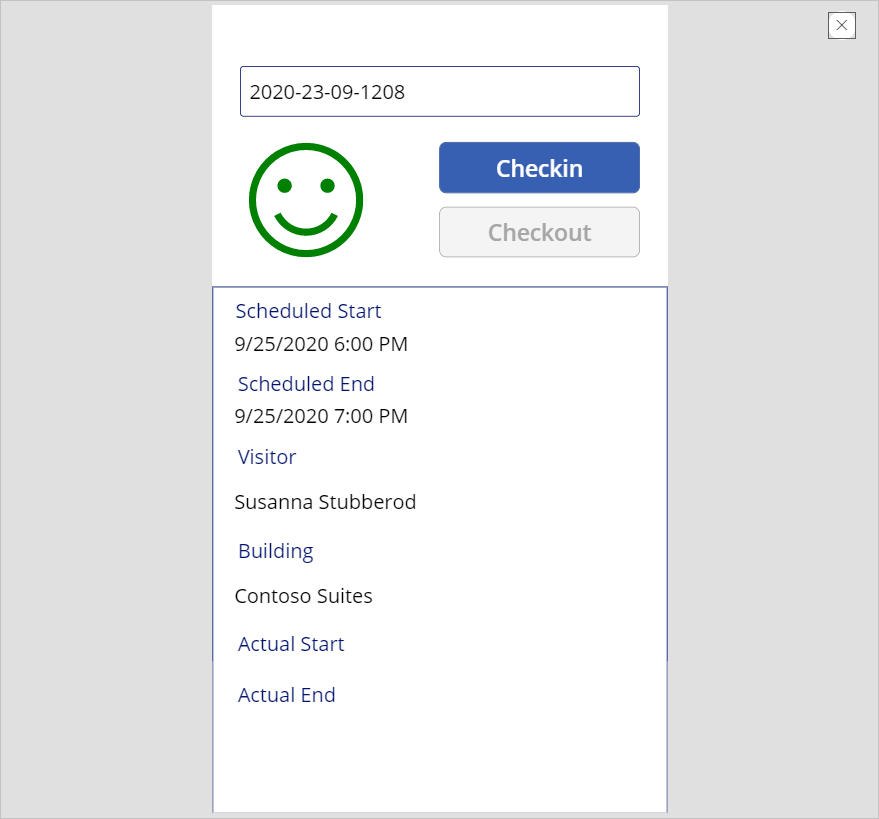 2020-23-09-1208
Checkin
Checkout
Scheduled Start
9/25/2020 6:00 PM
Scheduled End
9/25/2020 7:00 PM
Visitor
Susanna Stubberod
Building
Contoso Suites
Actual Start
Actual End